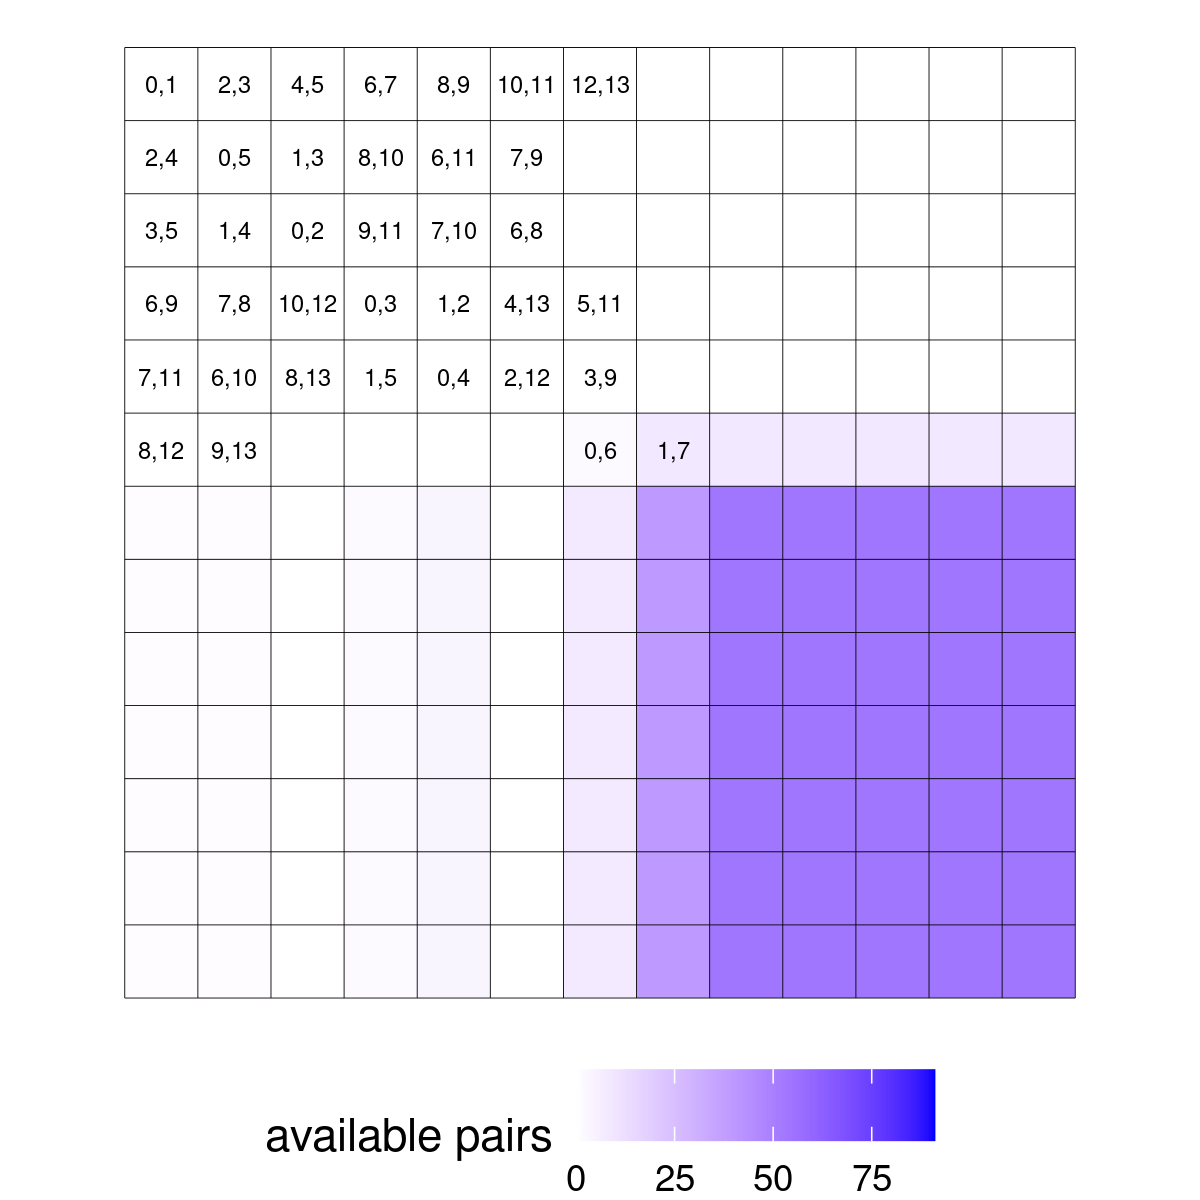 0,1 2,3 4,5 6,7 8,9 10,11 12,13
2,4 0,5 1,3 8,10 6,11 7,9
3,5 1,4 0,2 9,11 7,10 6,8
6,9 7,8 10,12 0,3 1,2 4,13 5,11
7,11 6,10 8,13 1,5 0,4 2,12 3,9
8,12 9,13 0,6 1,7
available pairs
0 25 50 75